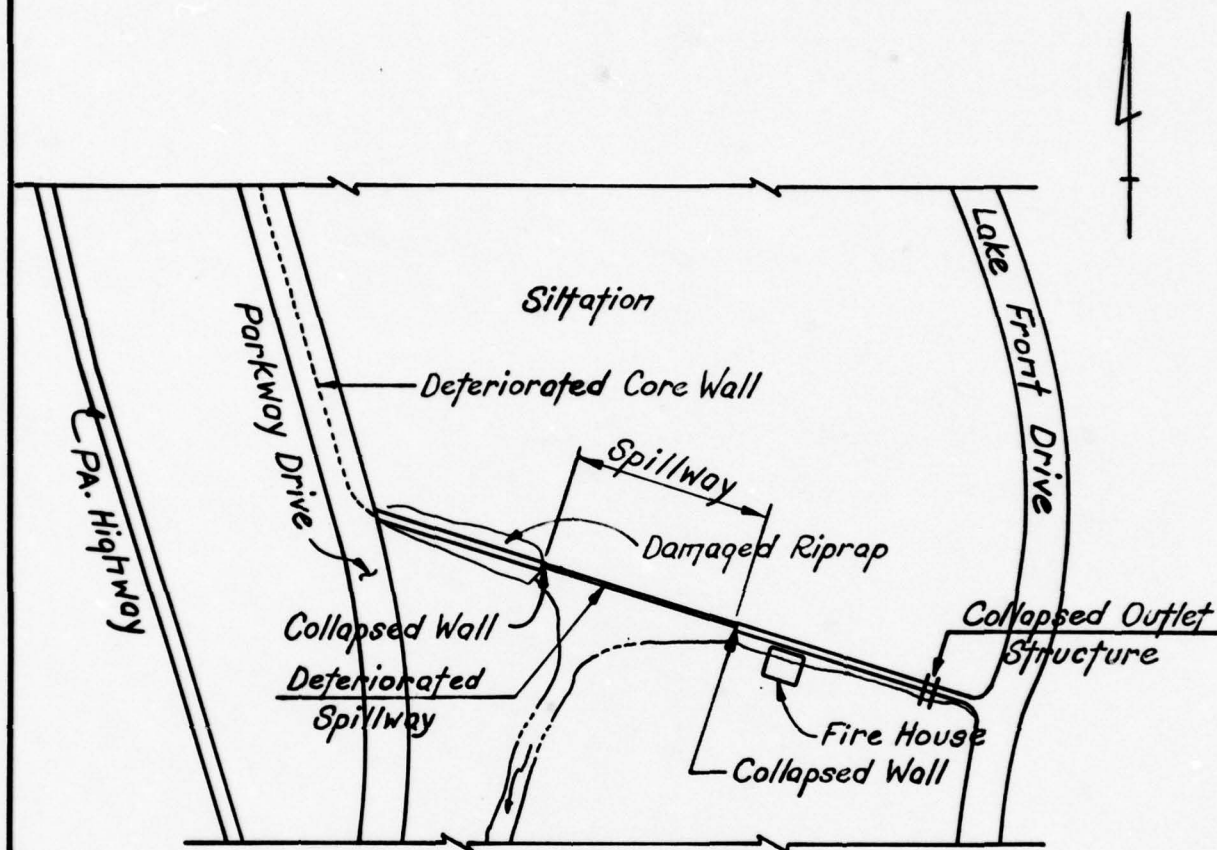 Lake Front Drive
Siltation
Parkway Drive
Deteriorated Core Wall
PA. Highway
Spillway
Damaged Riprap
Collapsed Wall
Collapsed Outlet
Structure
Deteriorated
Spillway
Fire House
Collapsed Wall